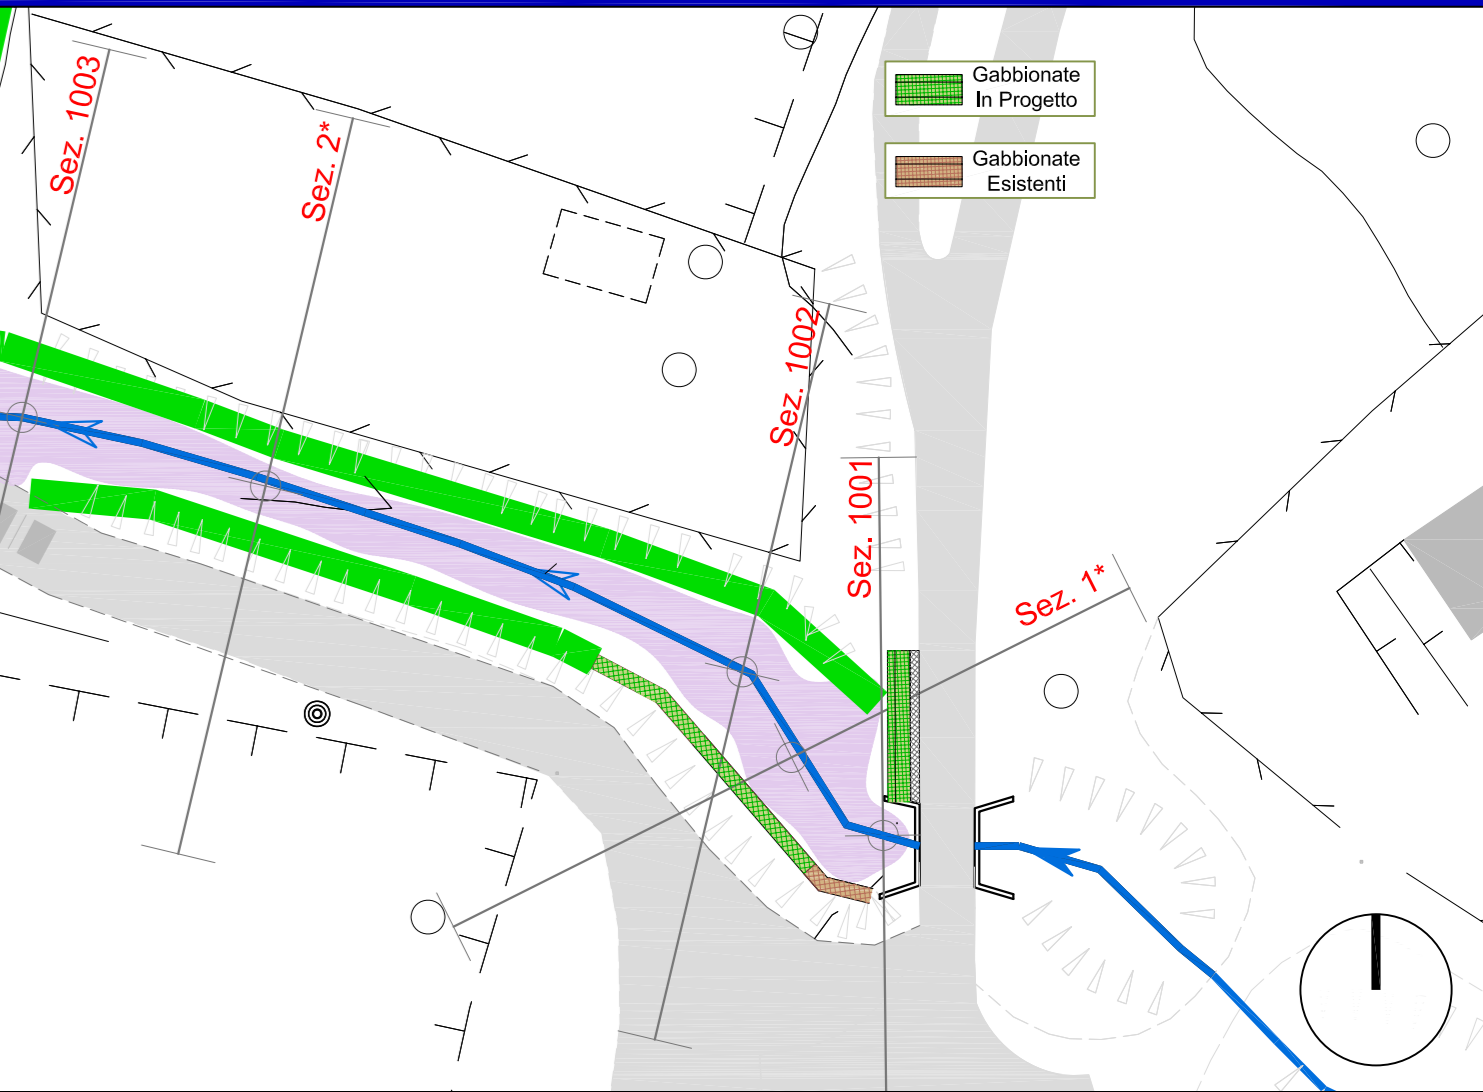 Gabbionate
In Progetto
Gabbionate
Esistenti
Sez. 1003
Sez. 2*
Sez. 1002
Sez. 1001
Sez. 1*